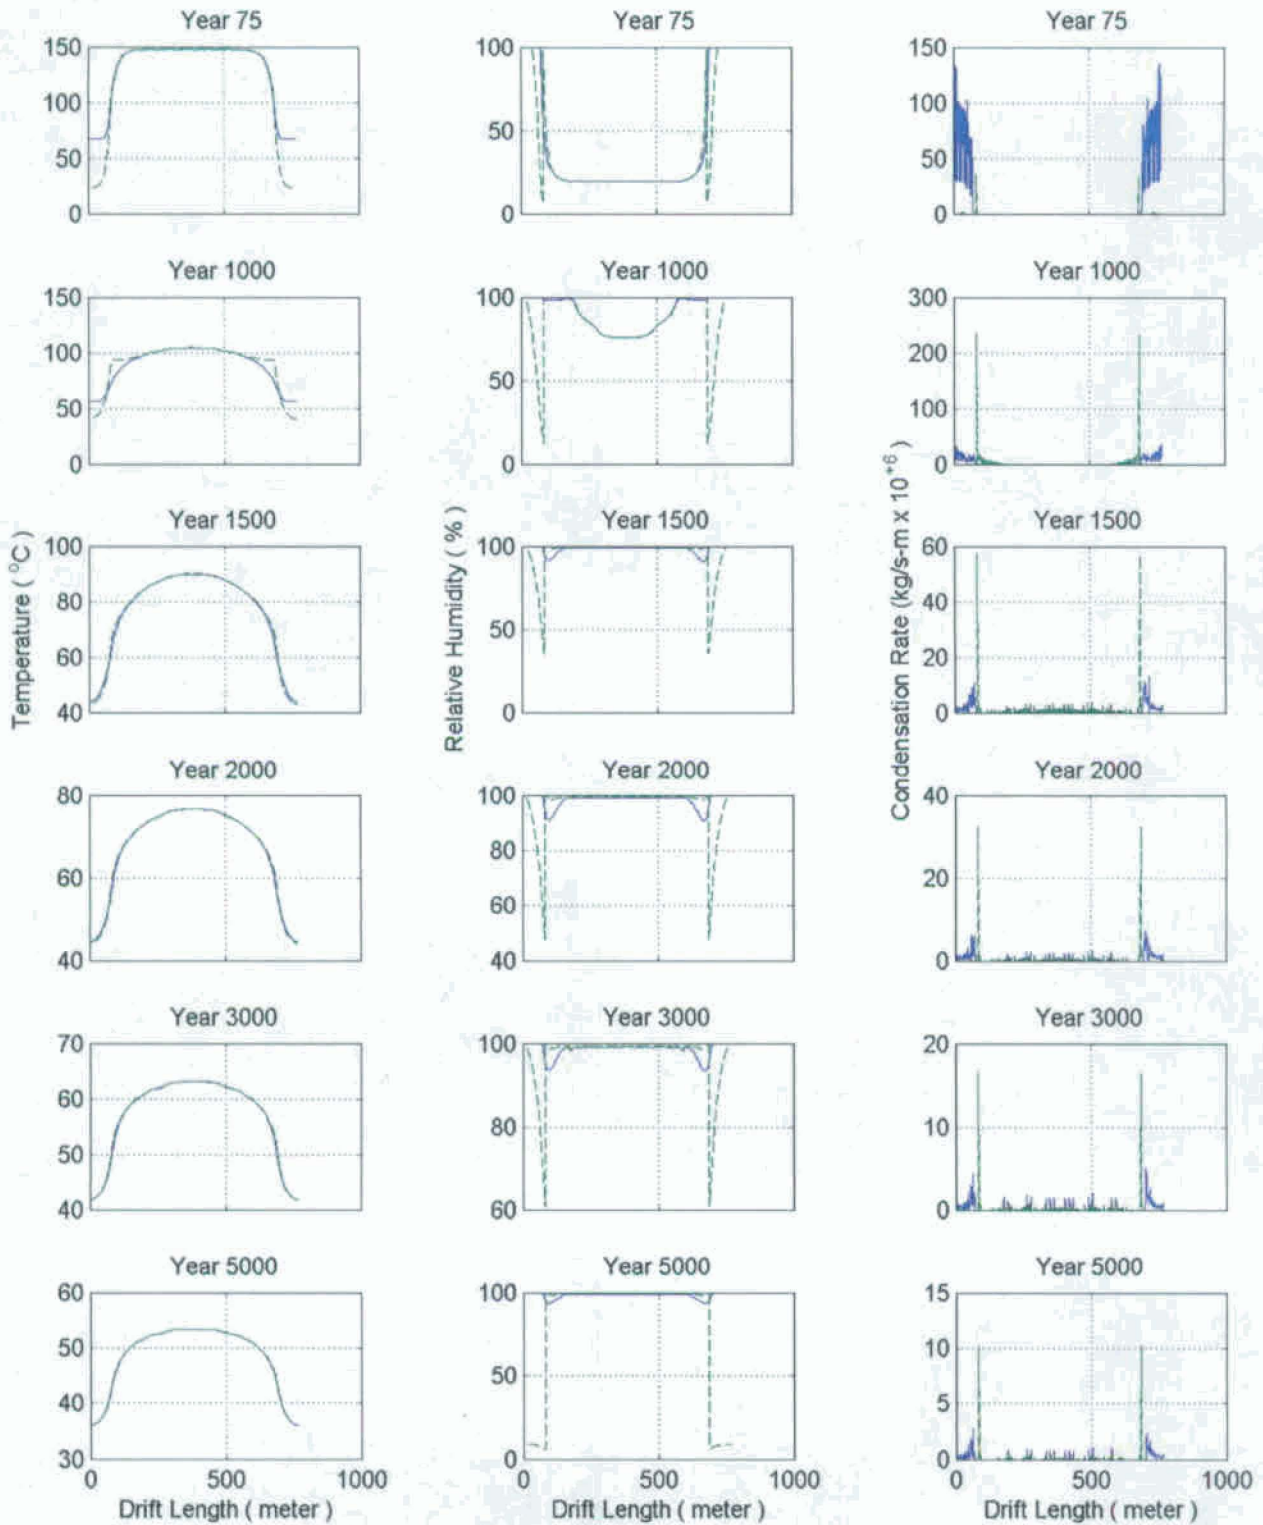 Year 75
Year 75
Year 75
150
100
50
0
100
50
0
150
100
50
0
Year 1000
Year 1000
Year 1000
150
100
50
0
100
50
0
300
200
100
0
Year 1500
Year 1500
Year 1500
100
80
60
40
100
50
0
60
40
20
0
Temperature ( ⁰C )
Relative Humidity ( % )
Condensation Rate (kg/s-m x 10⁺⁶ )
Year 2000
Year 2000
Year 2000
80
60
40
100
80
60
40
40
20
0
Year 3000
Year 3000
Year 3000
70
60
50
40
100
80
60
20
10
0
Year 5000
Year 5000
Year 5000
60
50
40
30
100
50
0
15
10
5
0
0 500 1000
0 500 1000
0 500 1000
Drift Length ( meter )
Drift Length ( meter )
Drift Length ( meter )